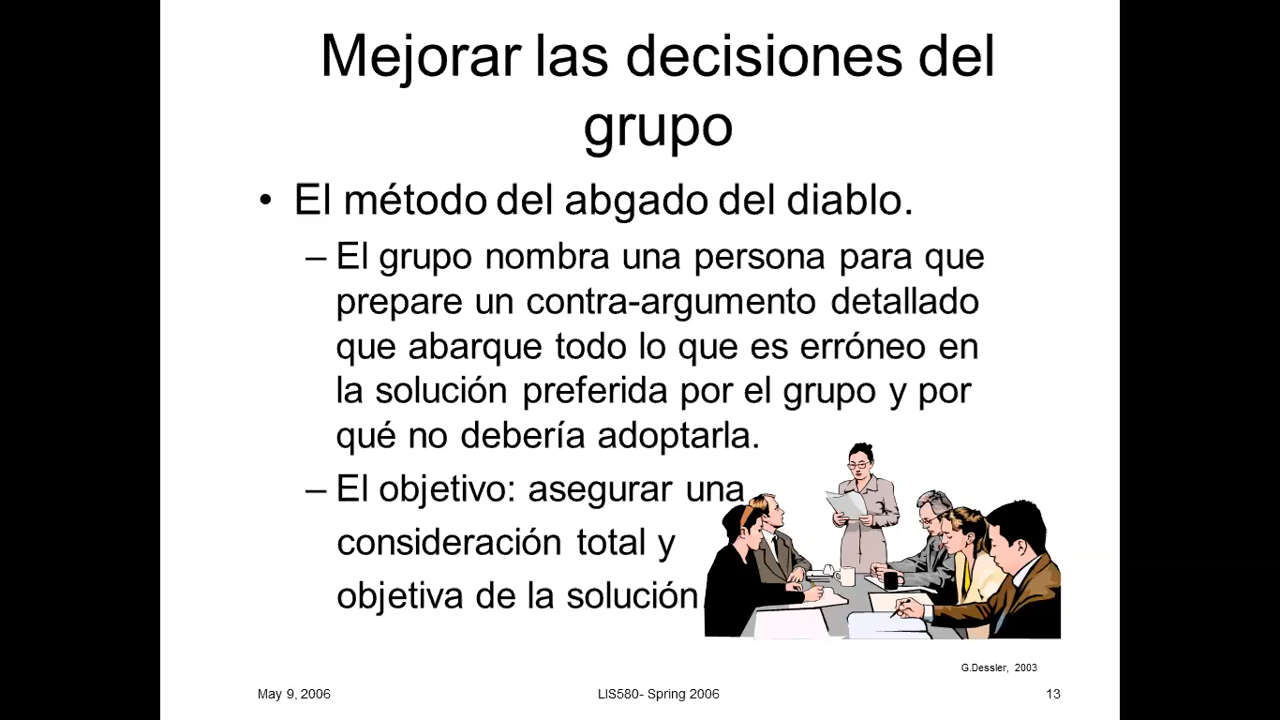 Mejorar las decisiones del
grupo
• El método del abgado del diablo.
– El grupo nombra una persona para que
prepare un contra-argumento detallado
que abarque todo lo que es erróneo en
la solución preferida por el grupo y por
qué no debería adoptarla.
– El objetivo: asegurar una
consideración total y
objetiva de la solución.
G.Dessler, 2003
May 9, 2006
LIS580- Spring 2006
13